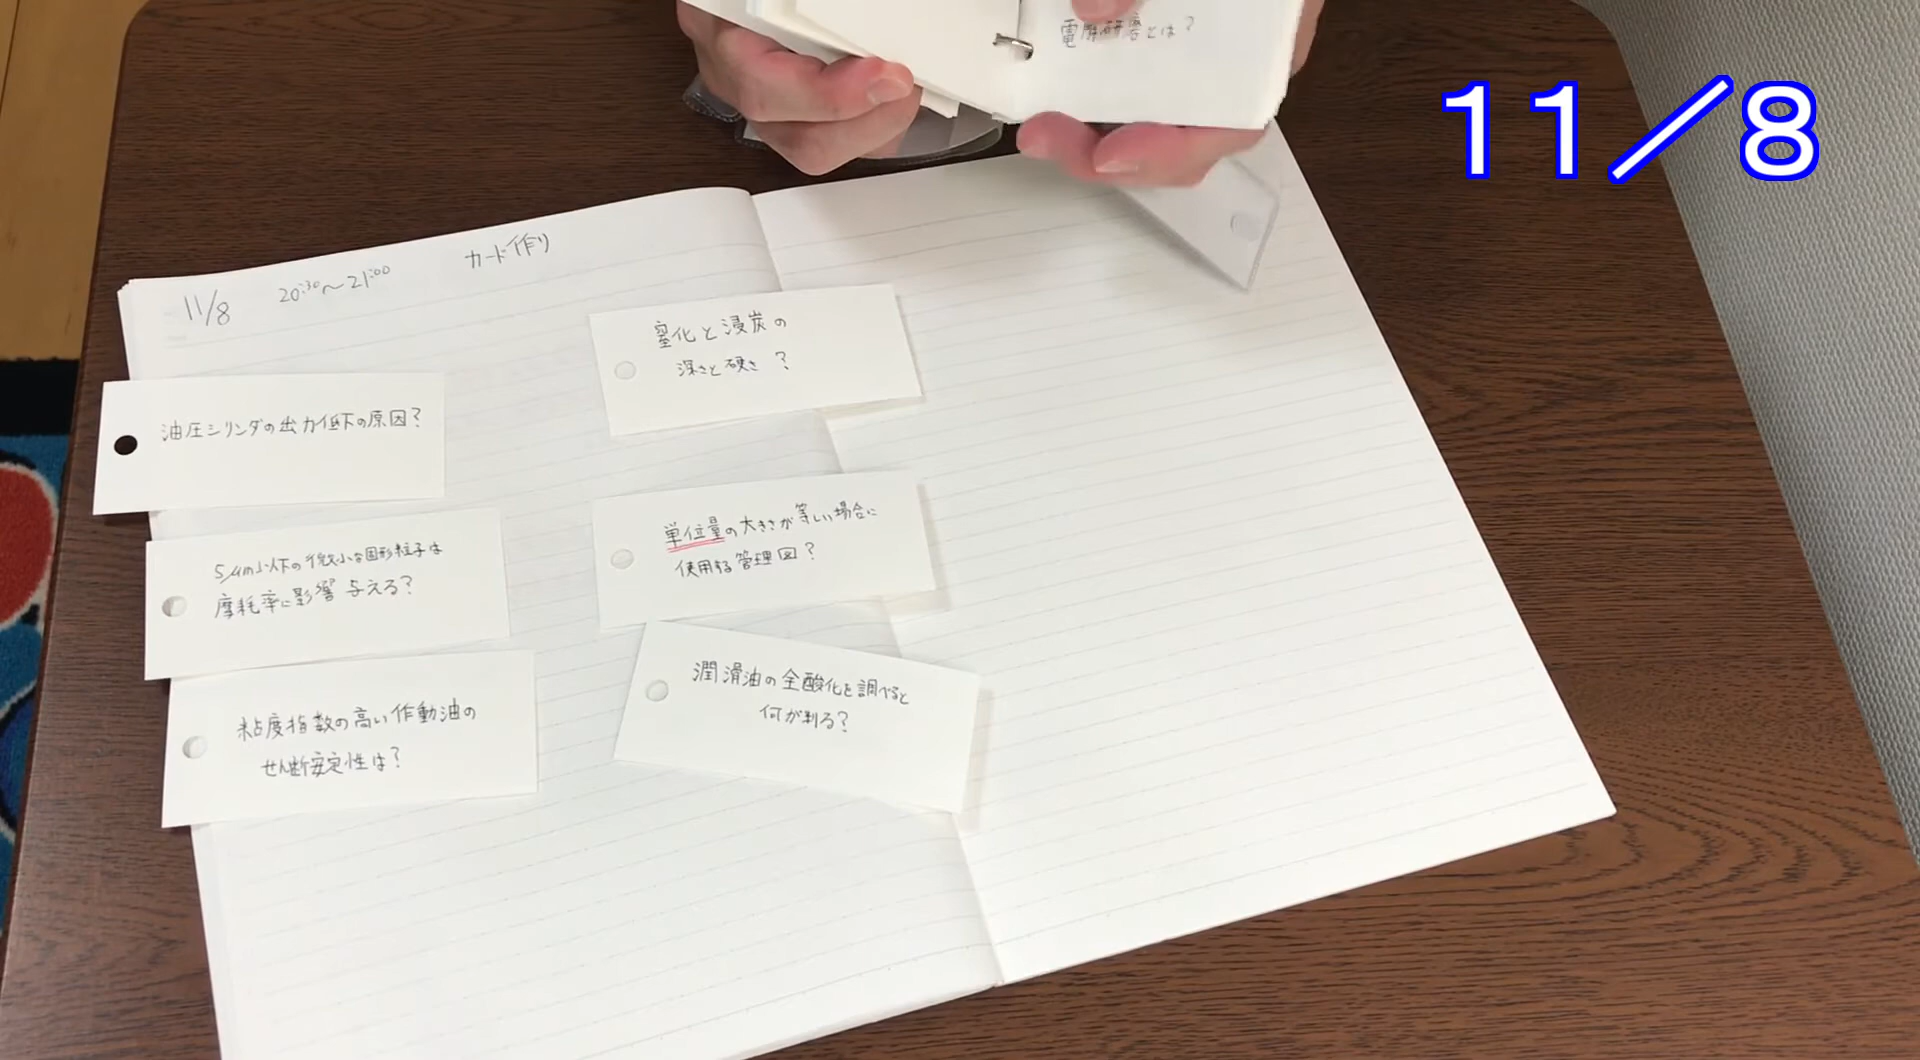 電解研磨とは?
11/8
11/8 20:30~21:00 カード作り
油圧シリンダの出力低下の原因?
5μm以下の微小な固形粒子は
摩耗率に影響与える?
粘度指数の高い作動油の
せん断安定性は?
窒化と浸炭の
深さと硬さ?
単位量の大きさが等しい場合に
使用する管理図?
潤滑油の全酸化を調べると
何が判る?